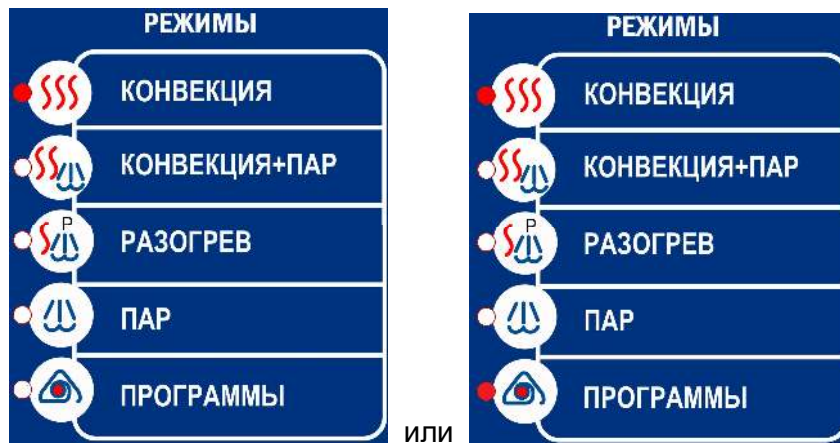 РЕЖИМЫ
КОНВЕКЦИЯ
КОНВЕКЦИЯ+ПАР
P
РАЗОГРЕВ
ПАР
ПРОГРАММЫ
или
РЕЖИМЫ
КОНВЕКЦИЯ
КОНВЕКЦИЯ+ПАР
P
РАЗОГРЕВ
ПАР
ПРОГРАММЫ